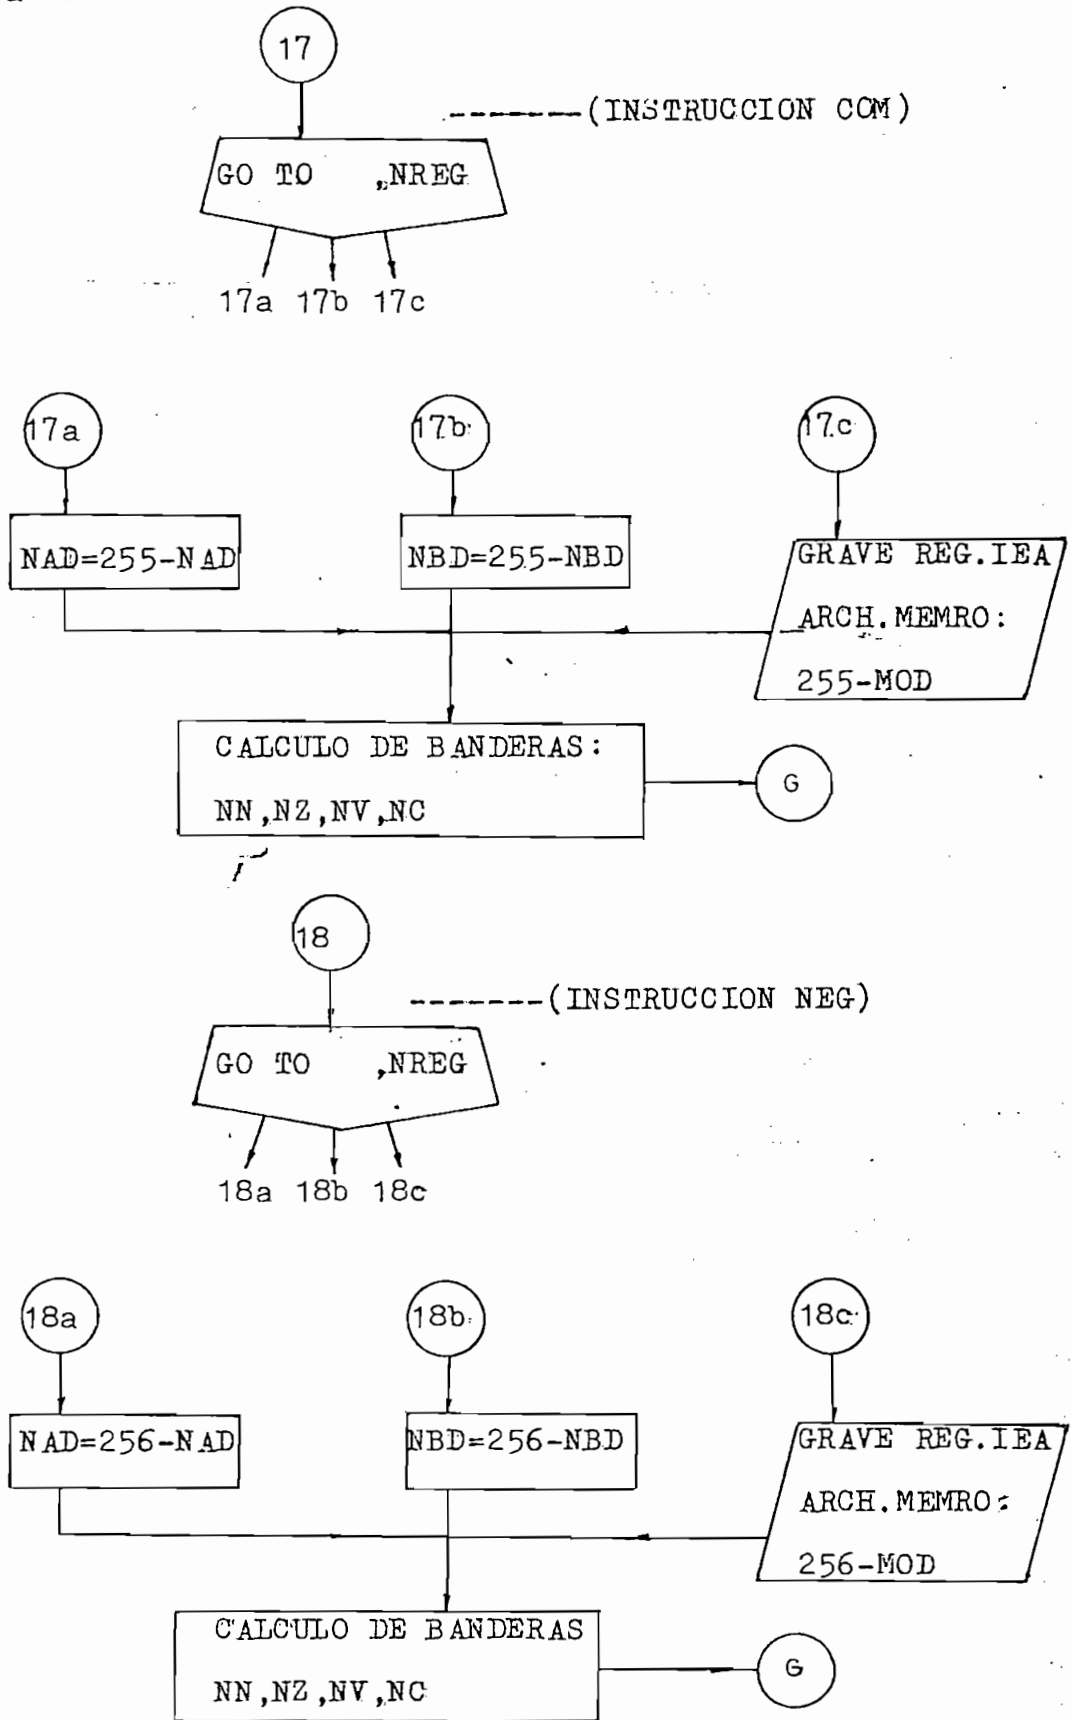 17
------(INSTRUCCION COM)
GO TO ,NREG
17a 17b 17c
17a
17b
17c
NAD=255-NAD
NBD=255-NBD
GRAVE REG.IEA
ARCH.MEMRO:
255-MOD
CALCULO DE BANDERAS:
NN,NZ,NV,NC
G
18
-------(INSTRUCCION NEG)
GO TO ,NREG
18a 18b 18c
18a
18b
18c
NAD=256-NAD
NBD=256-NBD
GRAVE REG.IEA
ARCH.MEMRO:
256-MOD
CALCULO DE BANDERAS
NN,NZ,NV,NC
G